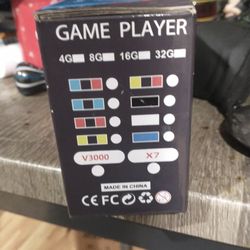 GAME PLAYER
4G 8G 16G 32G
V3000 X7
MADE IN CHINA
CE FC